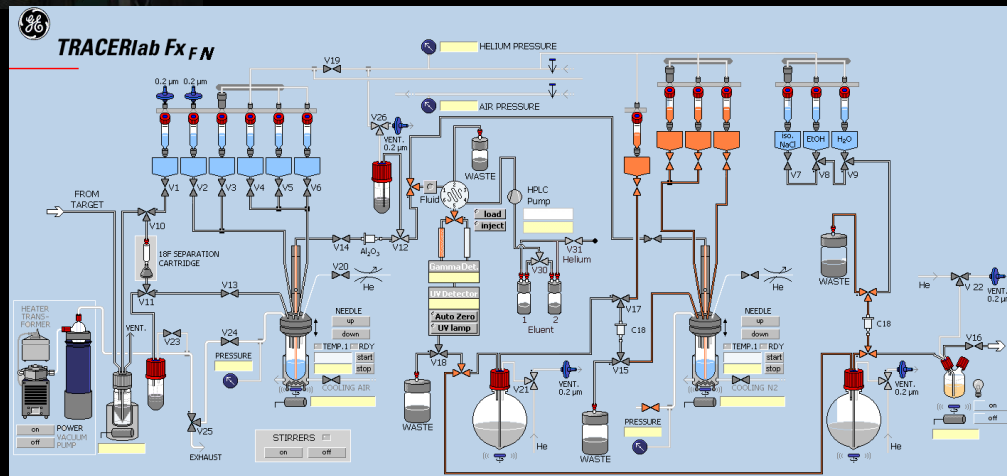 GE
TRACERlab Fx F N
HELIUM PRESSURE
V19
0.2 µm 0.2 µm
AIR PRESSURE
V26
VENT.
0.2 µm
WASTE
iso.
NaCl
EtOH
H2O
V7 V8 V9
V1 V2 V3 V4 V5 V6
FROM
TARGET
V10
Fluid
load
inject
HPLC
Pump
V14
Al2O3
V12
V31
Helium
V30
18F SEPARATION
CARTRIDGE
V11
V13
V20
He
GammaDet.
UV Detector
Auto Zero
UV lamp
1 Eluent 2
WASTE
V20
He
He
V 22
VENT.
0.2 µm
HEATER
TRANS-
FORMER
VENT.
V23
V24
PRESSURE
NEEDLE
up
down
TEMP.1 RDY
start
stop
COOLING AIR
V18
V17
C18
V15
NEEDLE
up
down
TEMP.1 RDY
start
stop
COOLING N2
C18
V16
V21
VENT.
0.2 µm
VENT.
0.2 µm
on
off
POWER
VACUUM
PUMP
V25
EXHAUST
STIRRERS
on off
WASTE
He
WASTE
PRESSURE
He
on
off